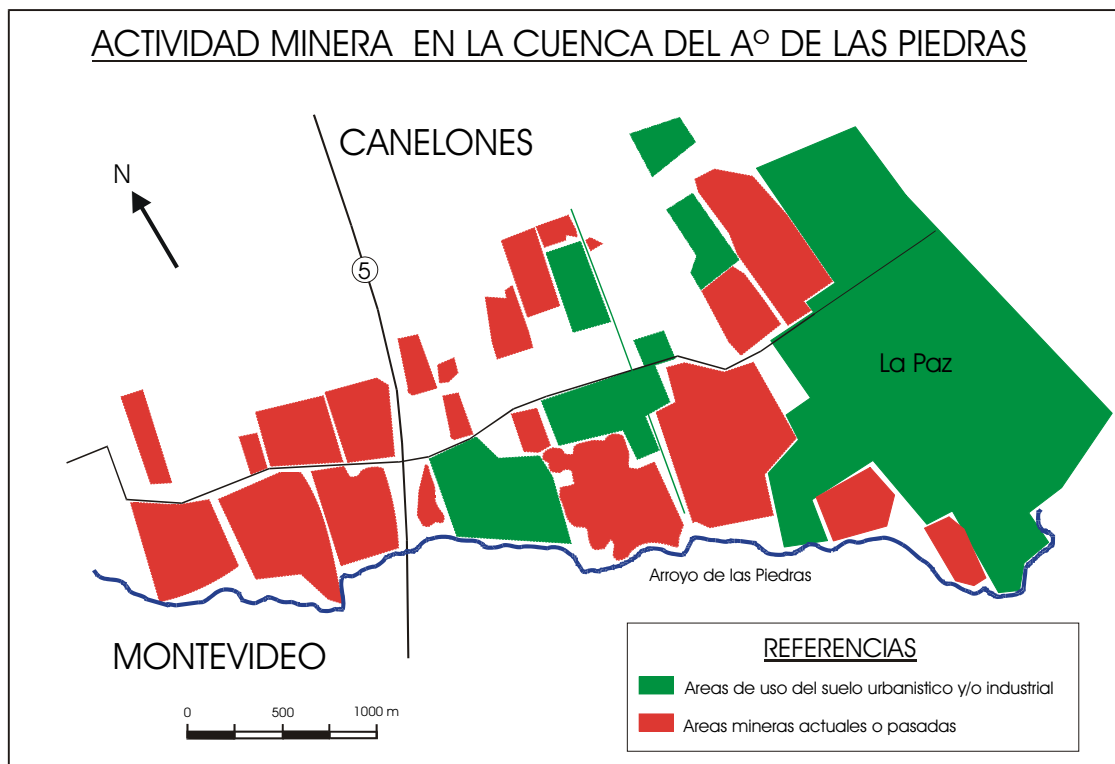 ACTIVIDAD MINERA EN LA CUENCA DEL Aº DE LAS PIEDRAS
CANELONES
N
5
La Paz
Arroyo de las Piedras
MONTEVIDEO
0 500 1000 m
REFERENCIAS
Areas de uso del suelo urbanistico y/o industrial
Areas mineras actuales o pasadas